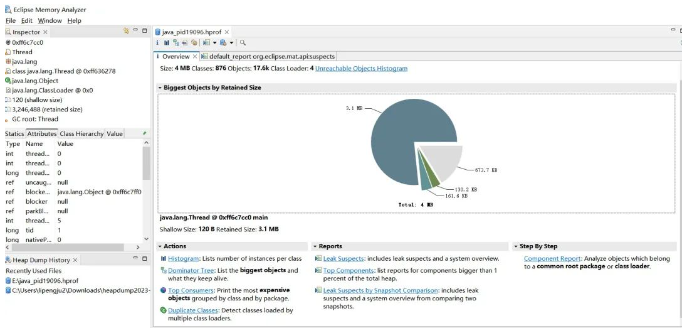 Eclipse Memory Analyzer
File Edit Window Help
Inspector
0xff6c7cc0
Thread
java.lang
class java.lang.Thread @ 0xff636278
java.lang.Object
java.lang.ClassLoader @ 0x0
120 (shallow size)
3,246,488 (retained size)
GC root: Thread
Statics Attributes Class Hierarchy Value
Type Name Value
int thread... 0
int thread... 0
int thread... 0
ref uncaug... null
ref blocke... java.lang.Object @ 0xff6c7ff0
ref blocker null
ref parkB... null
int thread... 5
long tid 1
long nativeP... 0
Heap Dump History
Recently Used Files
E:\java_pid19096.hprof
C:\Users\lipengju2\Downloads\heapdump2023-
java_pid19096.hprof
i Overview default_report org.eclipse.mat.api:suspects
Size: 4 MB Classes: 876 Objects: 17.6k Class Loader: 4 Unreachable Objects Histogram
Biggest Objects by Retained Size
3.1 MB
673.7 KB
133.2 KB
161.6 KB
Total: 4 MB
java.lang.Thread @ 0xff6c7cc0 main
Shallow Size: 120 B Retained Size: 3.1 MB
Actions
Histogram: Lists number of instances per class
Dominator Tree: List the biggest objects and
what they keep alive.
Top Consumers: Print the most expensive
objects grouped by class and by package.
Duplicate Classes: Detect classes loaded by
multiple class loaders.
Reports
Leak Suspects: includes leak suspects and a system overview.
Top Components: list reports for components bigger than 1
percent of the total heap.
Leak Suspects by Snapshot Comparison: includes leak
suspects and a system overview from comparing two
snapshots.
Step By Step
Component Report: Analyze objects which belong
to a common root package or class loader.